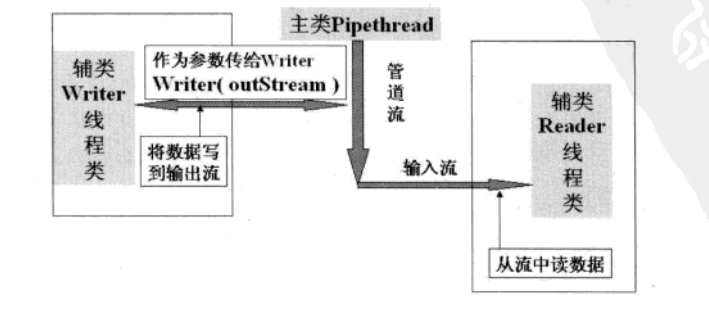 主类Pipethread
作为参数传给Writer
Writer( outStream )
辅类
Writer
线
程
类
将数据写
到输出流
管
道
流
输入流
辅类
Reader
线
程
类
从流中读数据